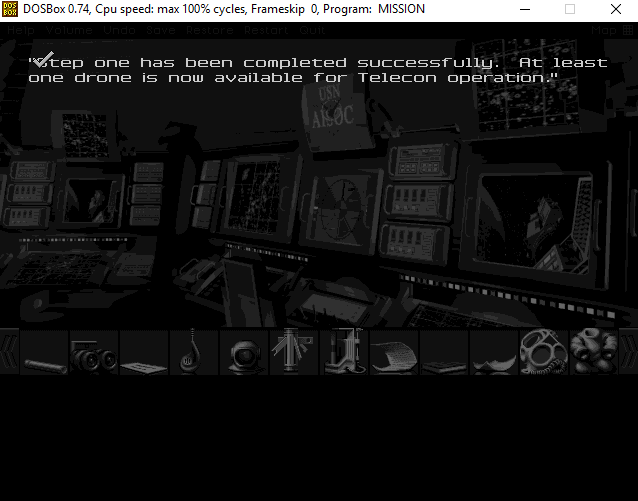 DOSBox 0.74, Cpu speed: max 100% cycles, Frameskip 0, Program: MISSION
Help Volume Undo Save Restore Restart Quit Map
"Step one has been completed successfully. At least
one drone is now available for Telecon operation."
USN